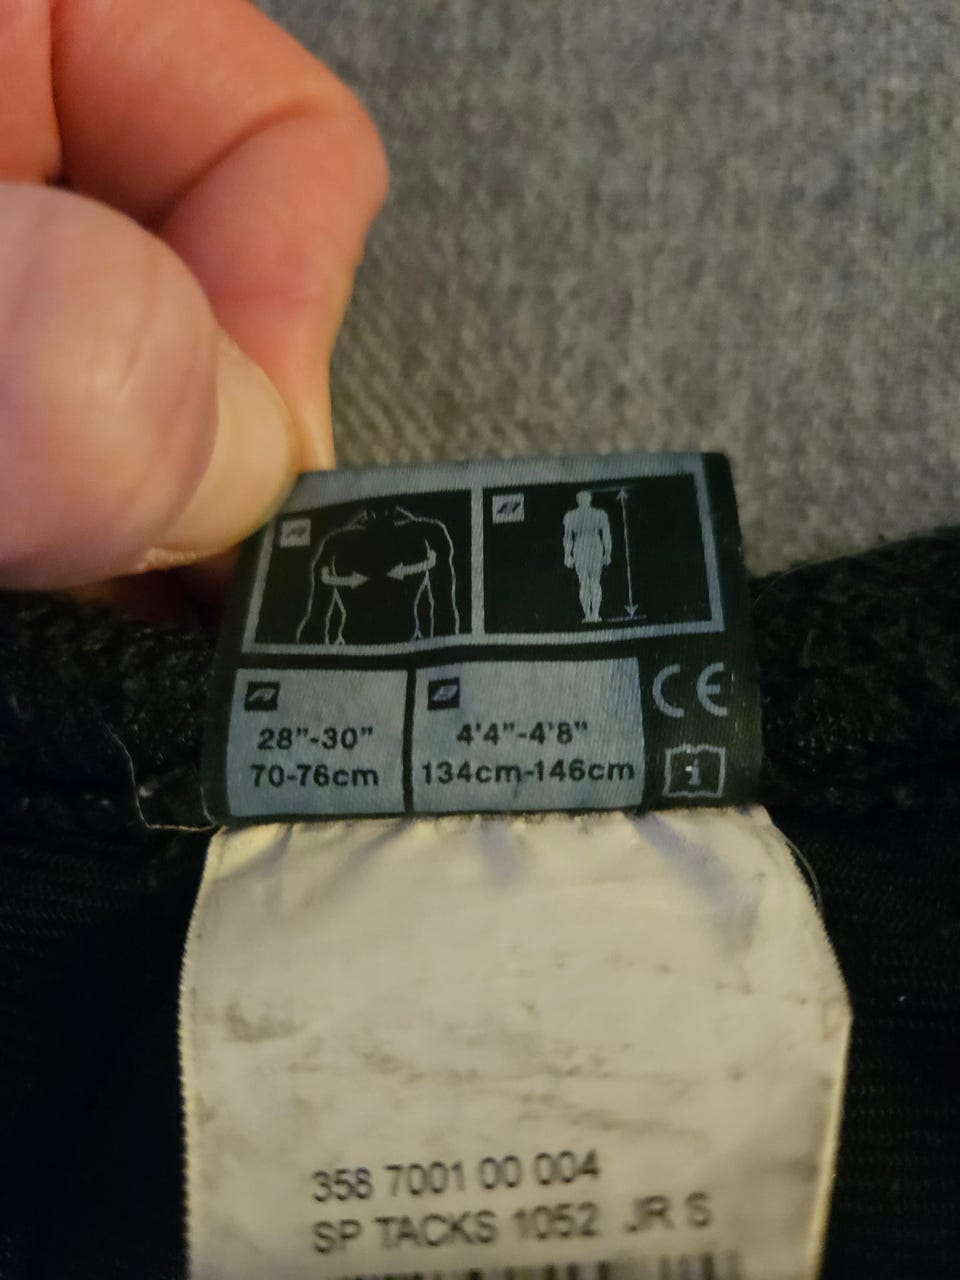 28"-30"
70-76cm
4'4"-4'8"
134cm-146cm
CE
i
358 7001 00 004
SP TACKS 1052 JR S